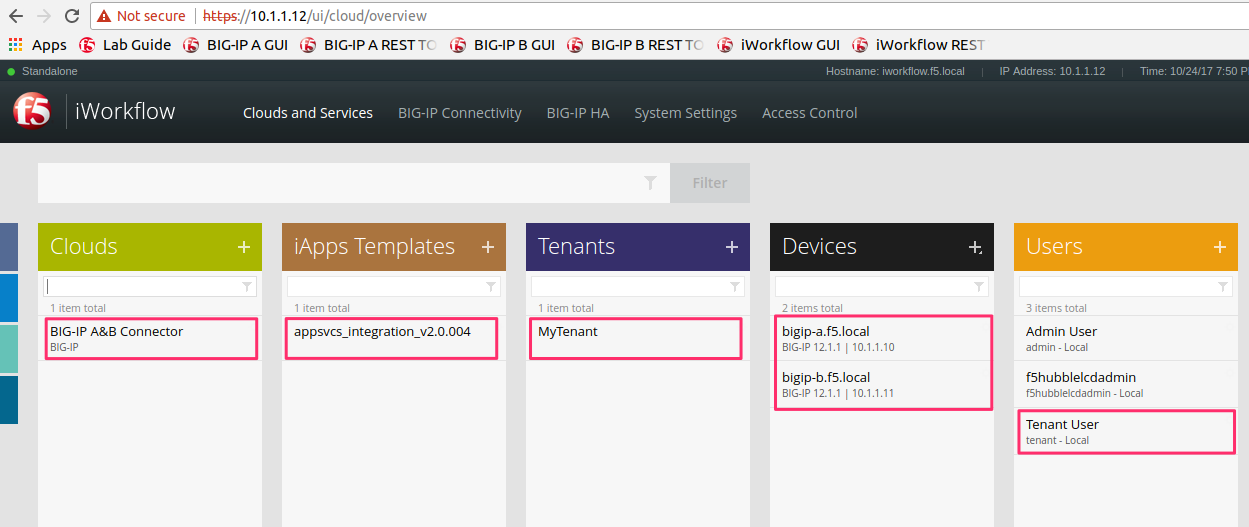 Not secure https://10.1.1.12/ui/cloud/overview
Apps Lab Guide BIG-IP A GUI BIG-IP A REST TO BIG-IP B GUI BIG-IP B REST TO iWorkflow GUI iWorkflow REST
Standalone Hostname: iworkflow.f5.local IP Address: 10.1.1.12 Time: 10/24/17 7:50 P
f5 iWorkflow Clouds and Services BIG-IP Connectivity BIG-IP HA System Settings Access Control
Filter
Clouds + iApps Templates + Tenants + Devices + Users +
1 item total 1 item total 1 item total 2 items total 3 items total
BIG-IP A&B Connector appsvcs_integration_v2.0.004 MyTenant bigip-a.f5.local Admin User
BIG-IP BIG-IP 12.1.1 | 10.1.1.10 admin - Local
bigip-b.f5.local f5hubblelcdadmin
BIG-IP 12.1.1 | 10.1.1.11 f5hubblelcdadmin - Local
Tenant User
tenant - Local